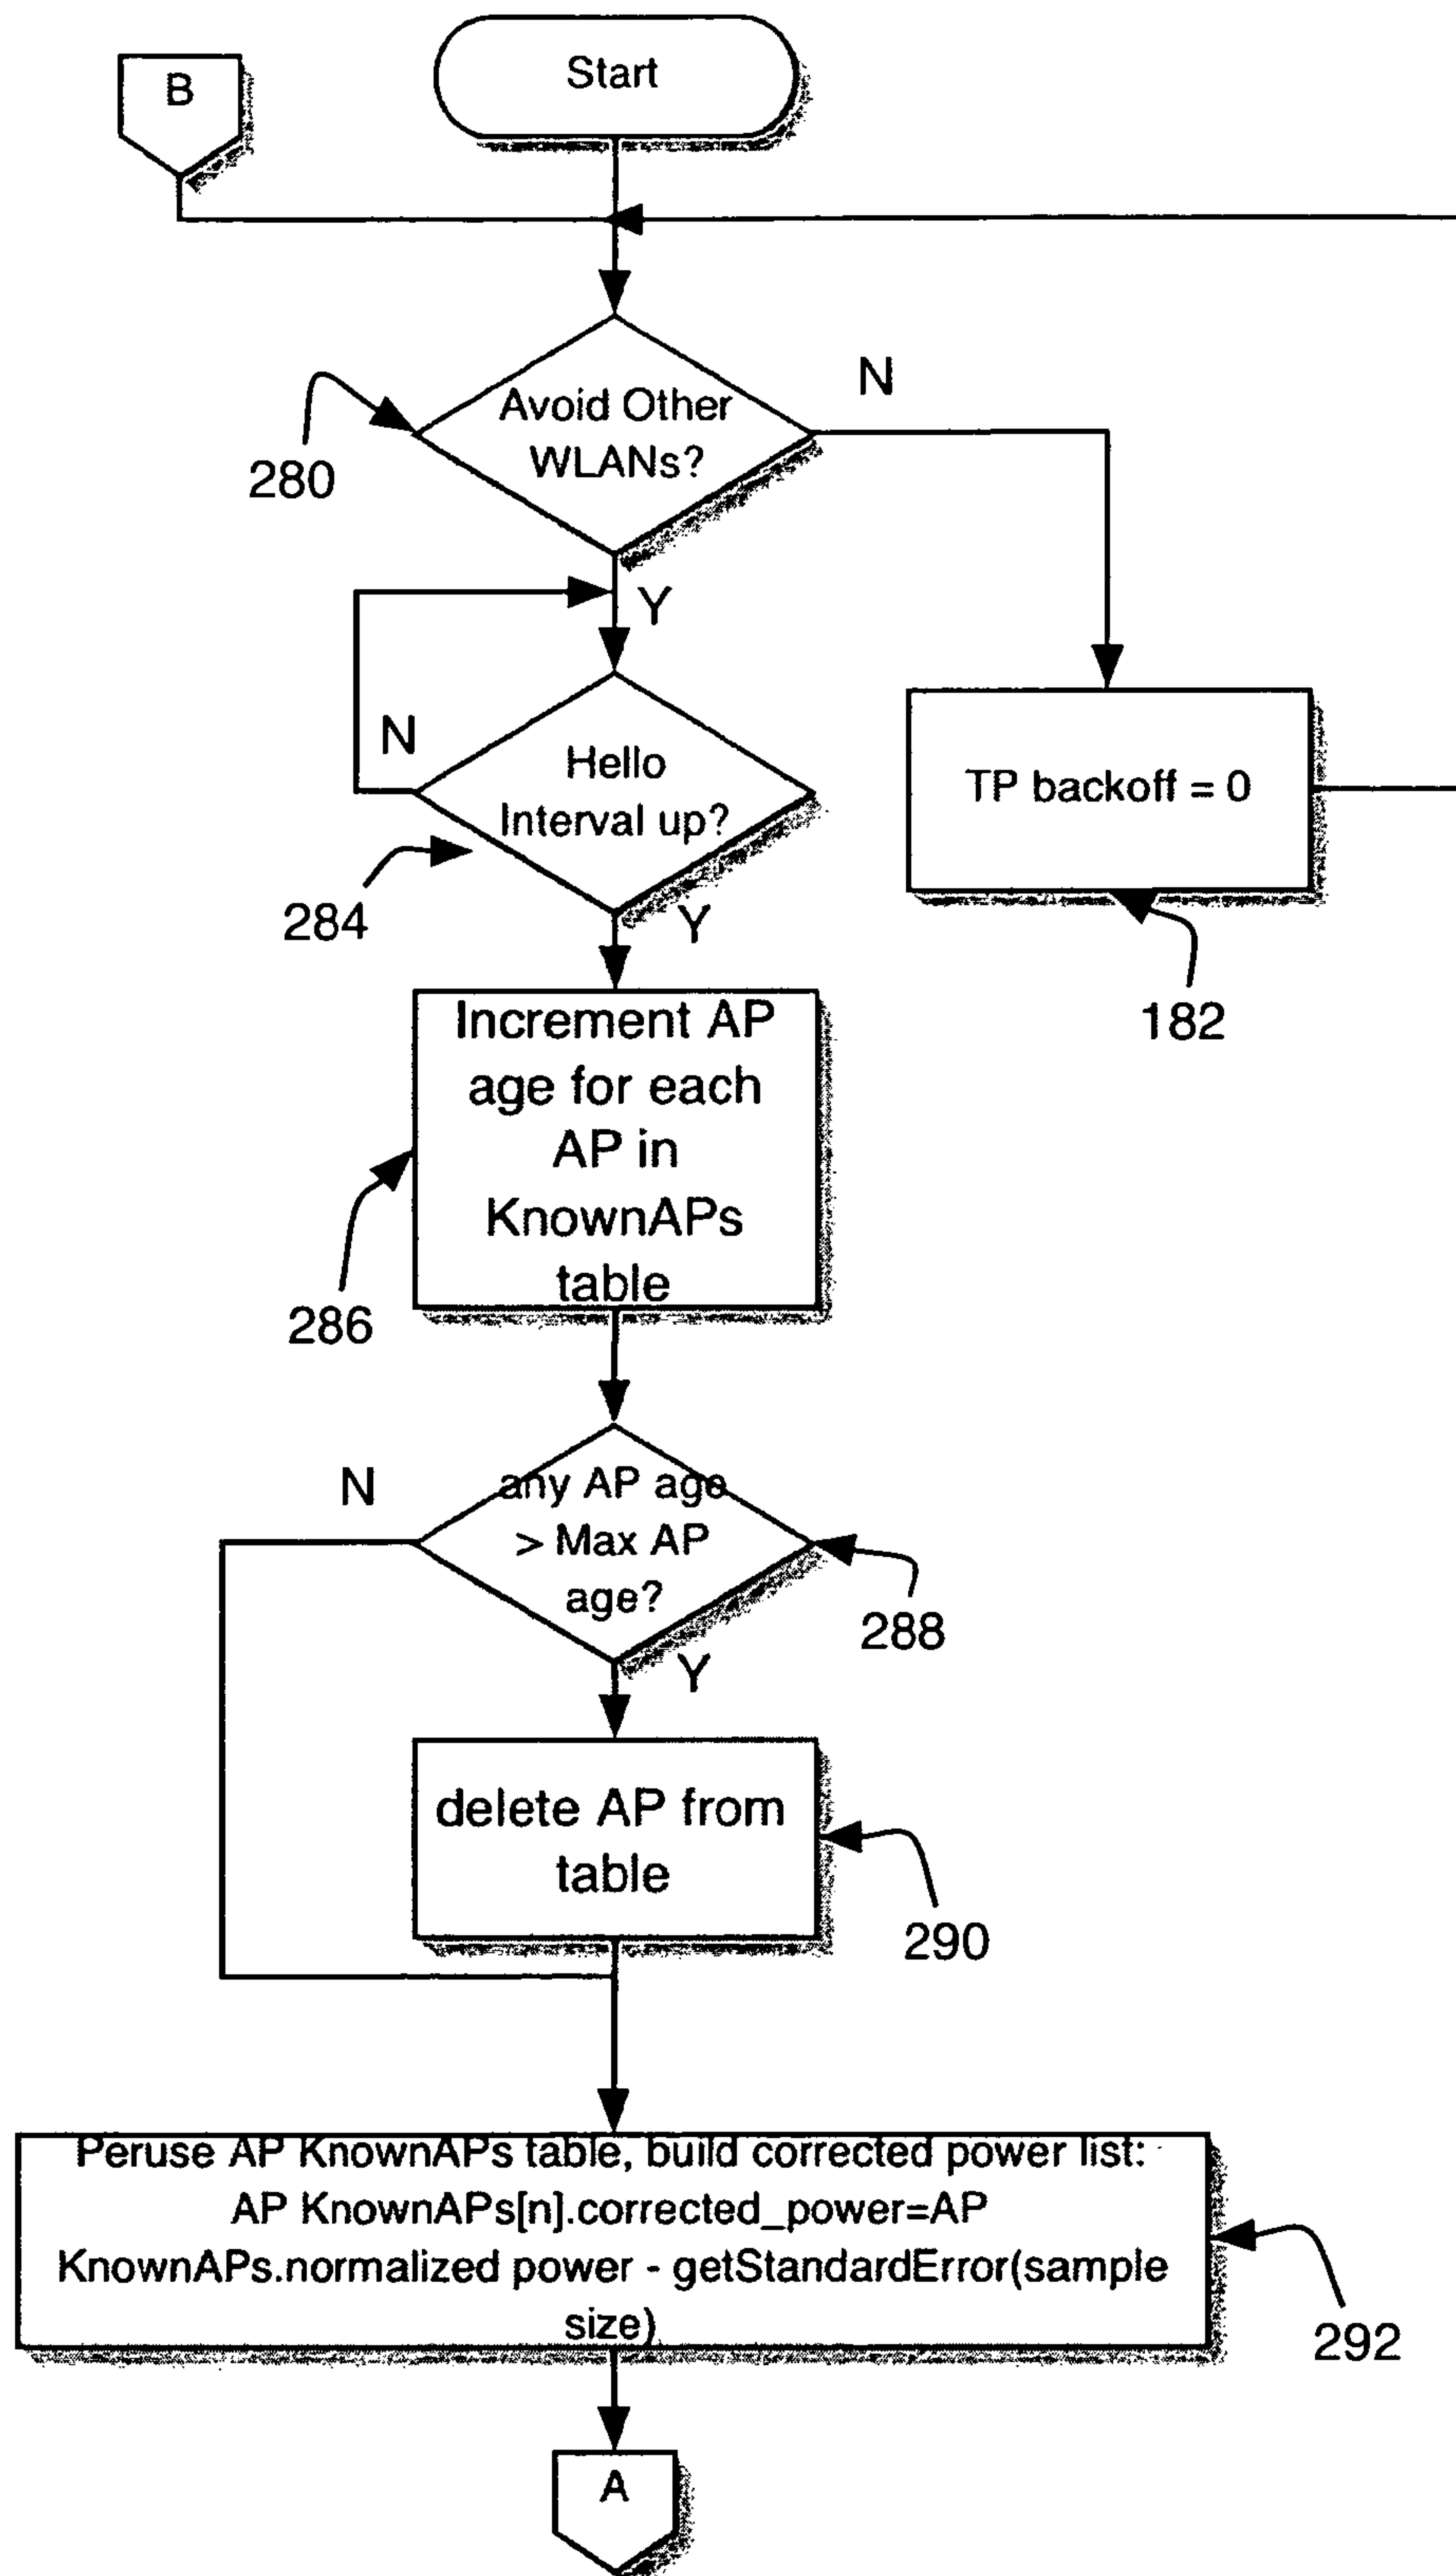 B
Start
Avoid Other
WLANs?
N
280
Y
N
Hello
Interval up?
TP backoff = 0
284
Y
182
Increment AP
age for each
AP in
KnownAPs
table
286
N
any AP age
> Max AP
age?
288
Y
delete AP from
table
290
Peruse AP KnownAPs table, build corrected power list:
AP KnownAPs[n].corrected_power=AP
KnownAPs.normalized power - getStandardError(sample
size)
292
A